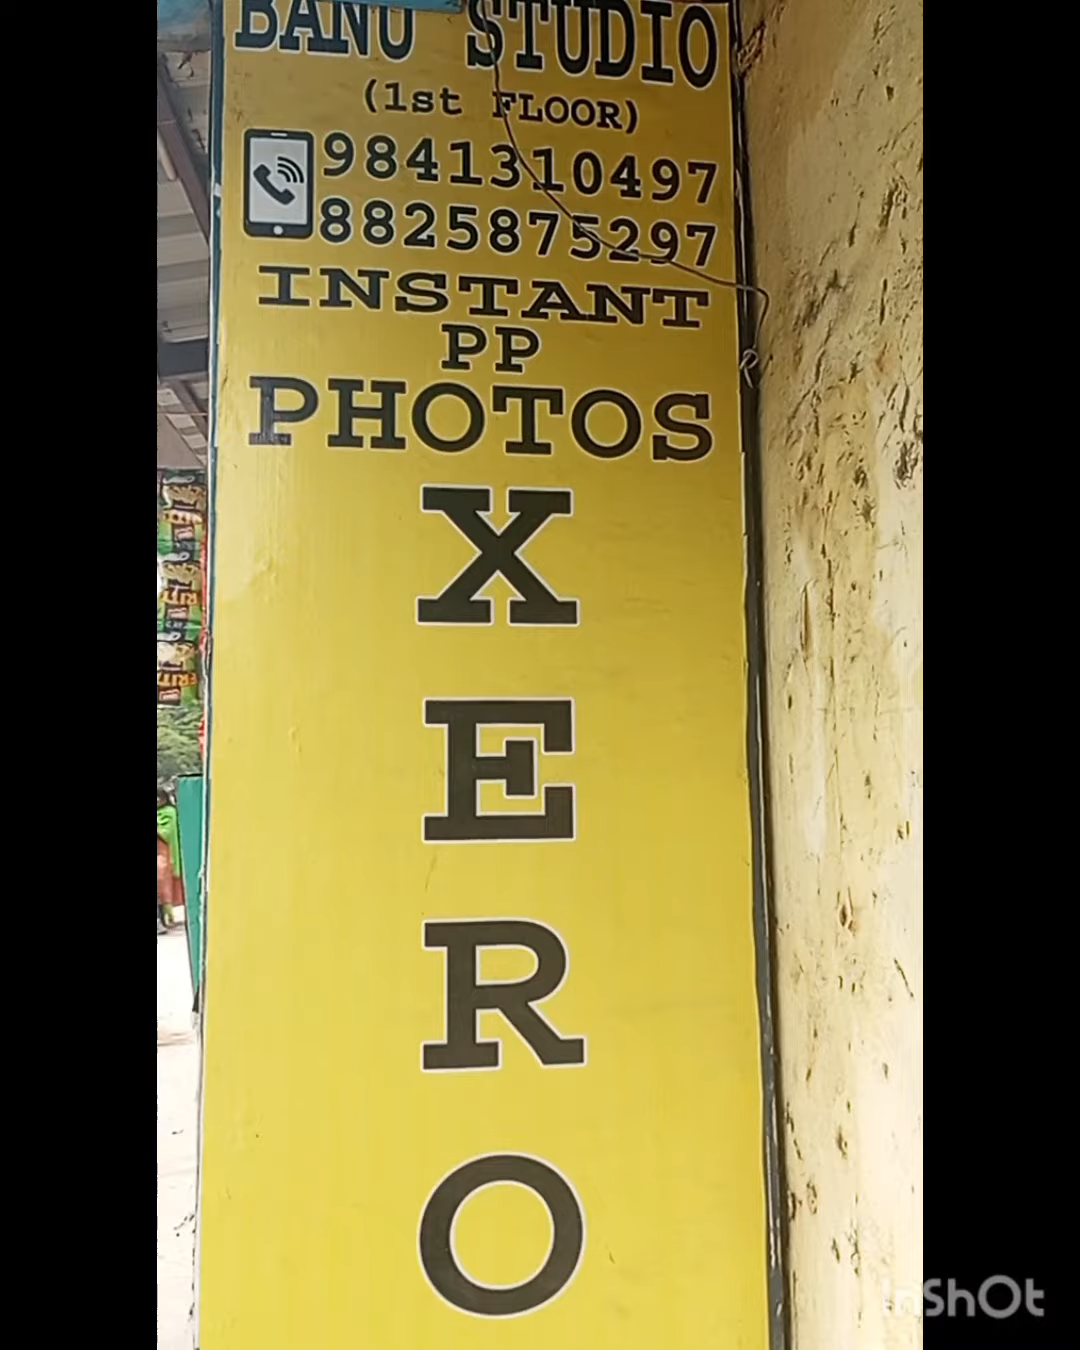 BANU STUDIO
(1st FLOOR)
9841310497
8825875297
INSTANT
PP
PHOTOS
X
E
R
O
InShOt